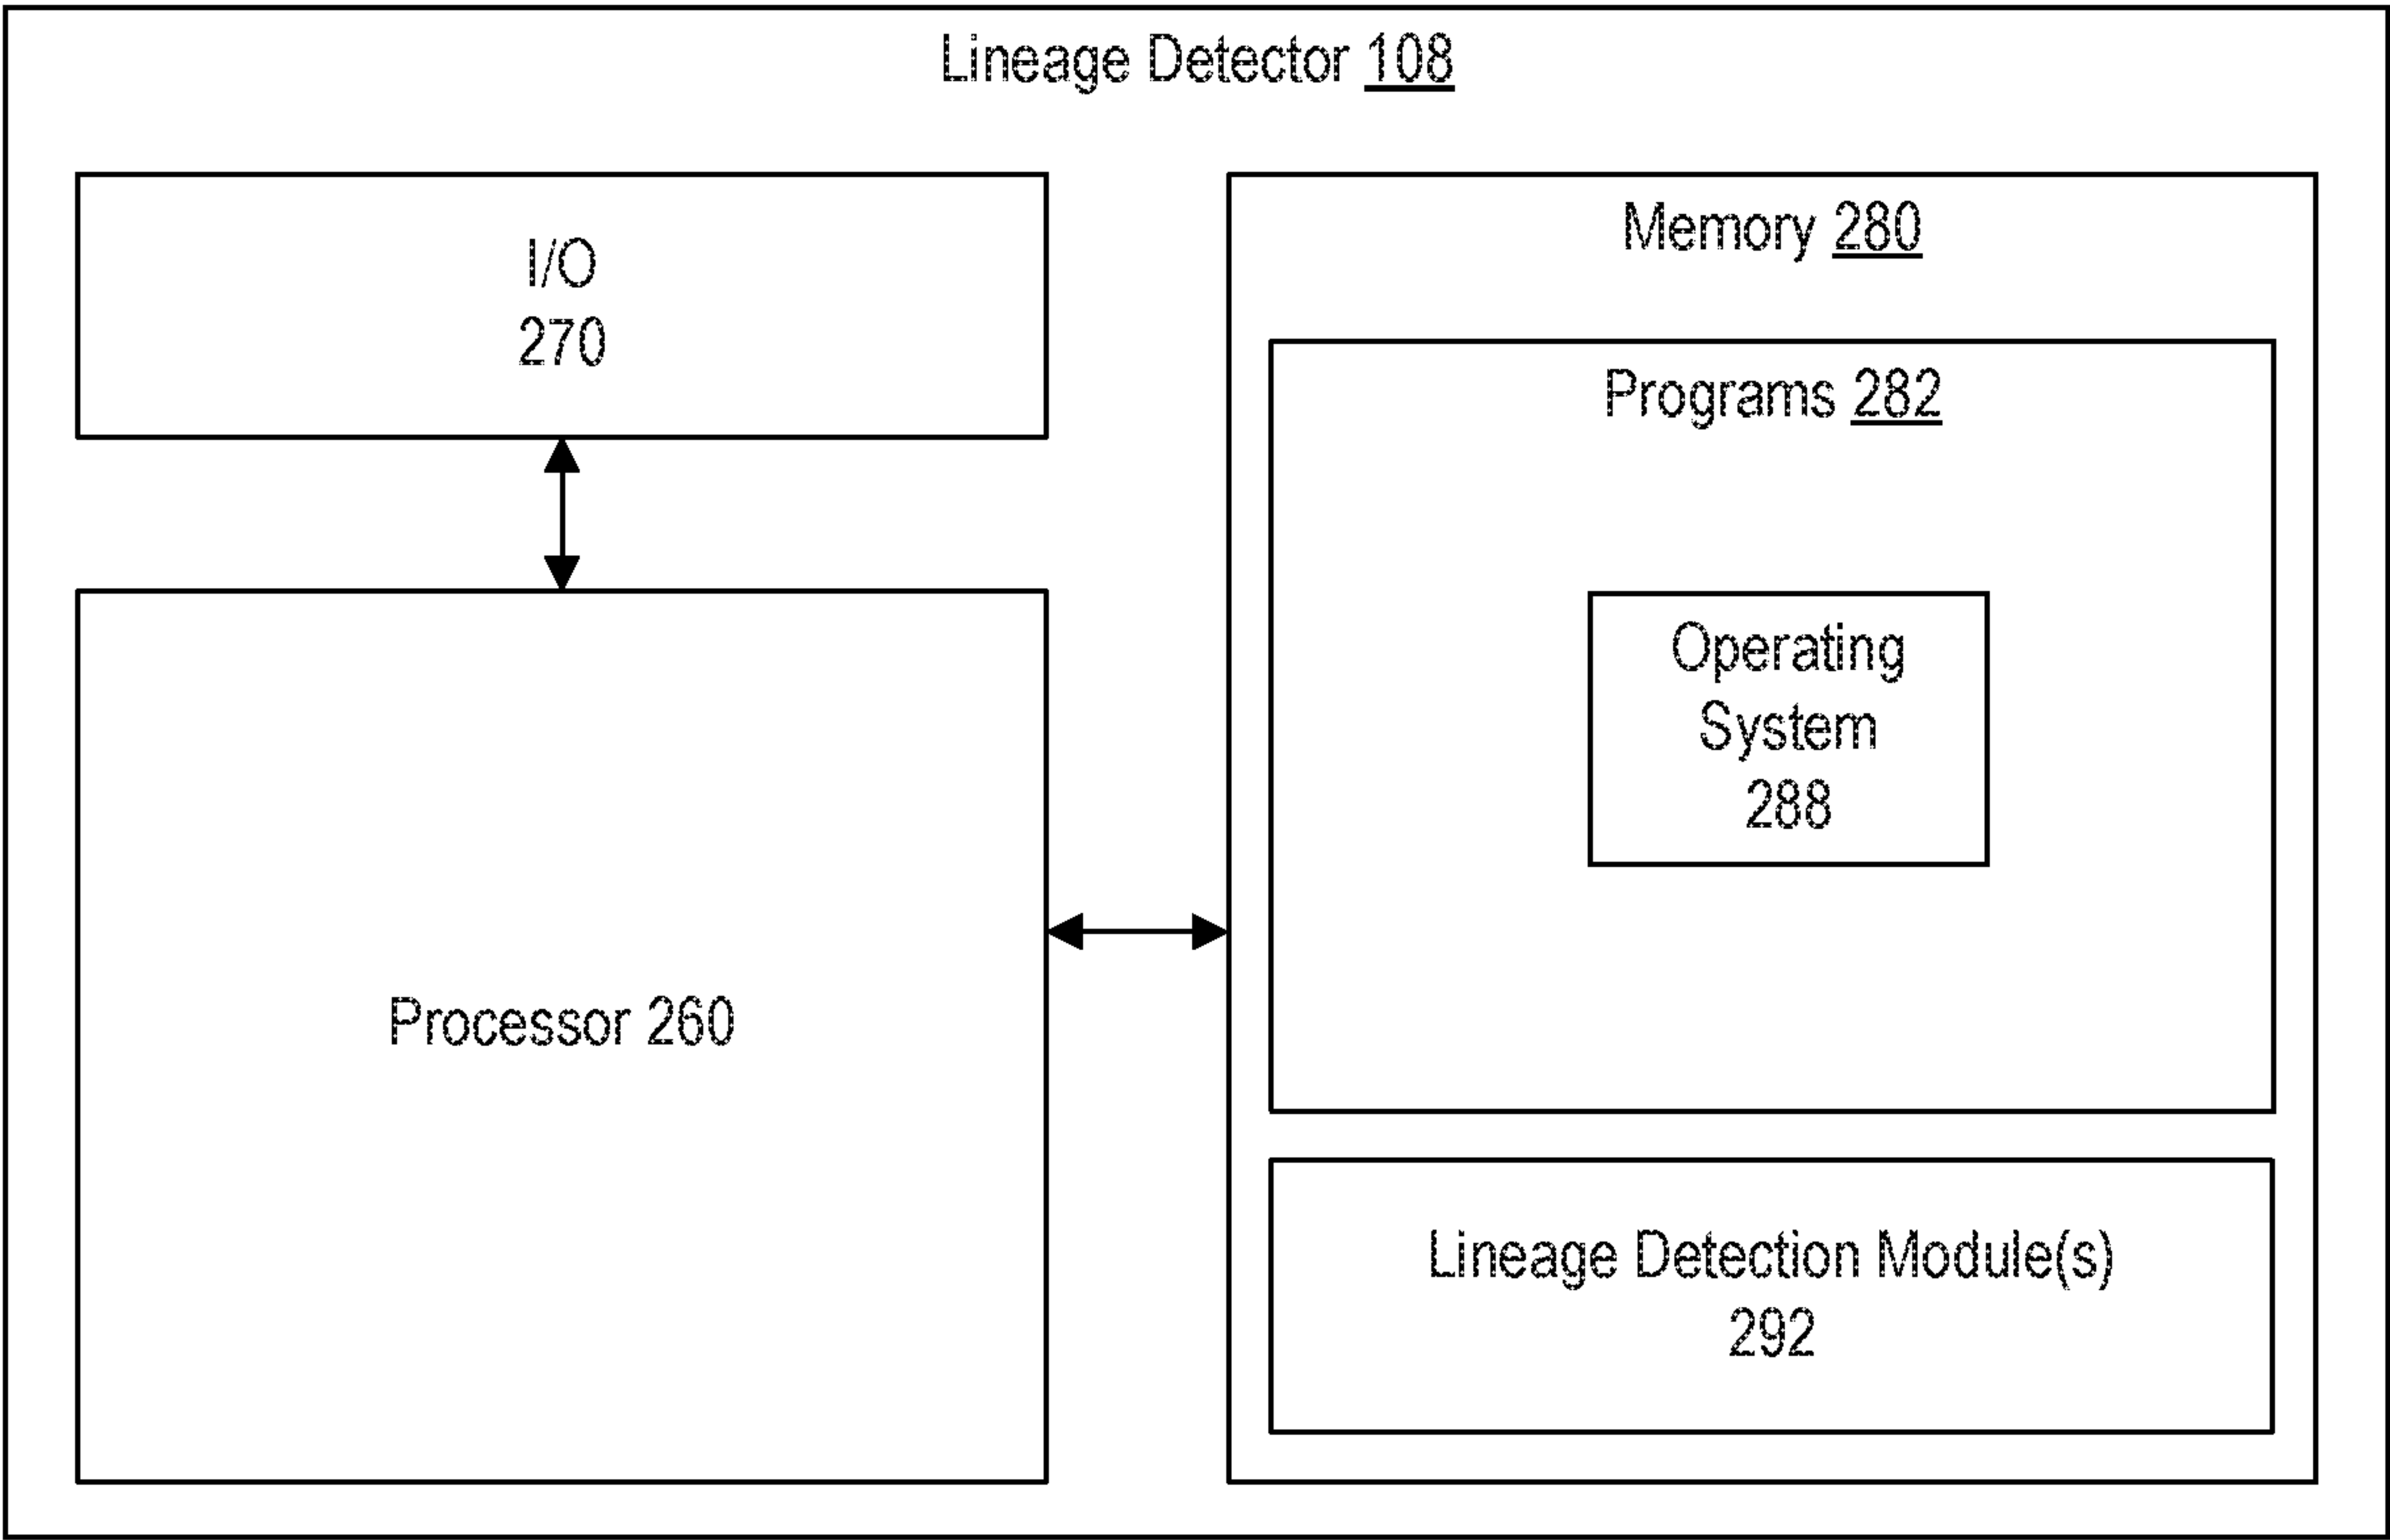 Lineage Detector 108
I/O
270
Processor 260
Memory 280
Programs 282
Operating
System
288
Lineage Detection Module(s)
292